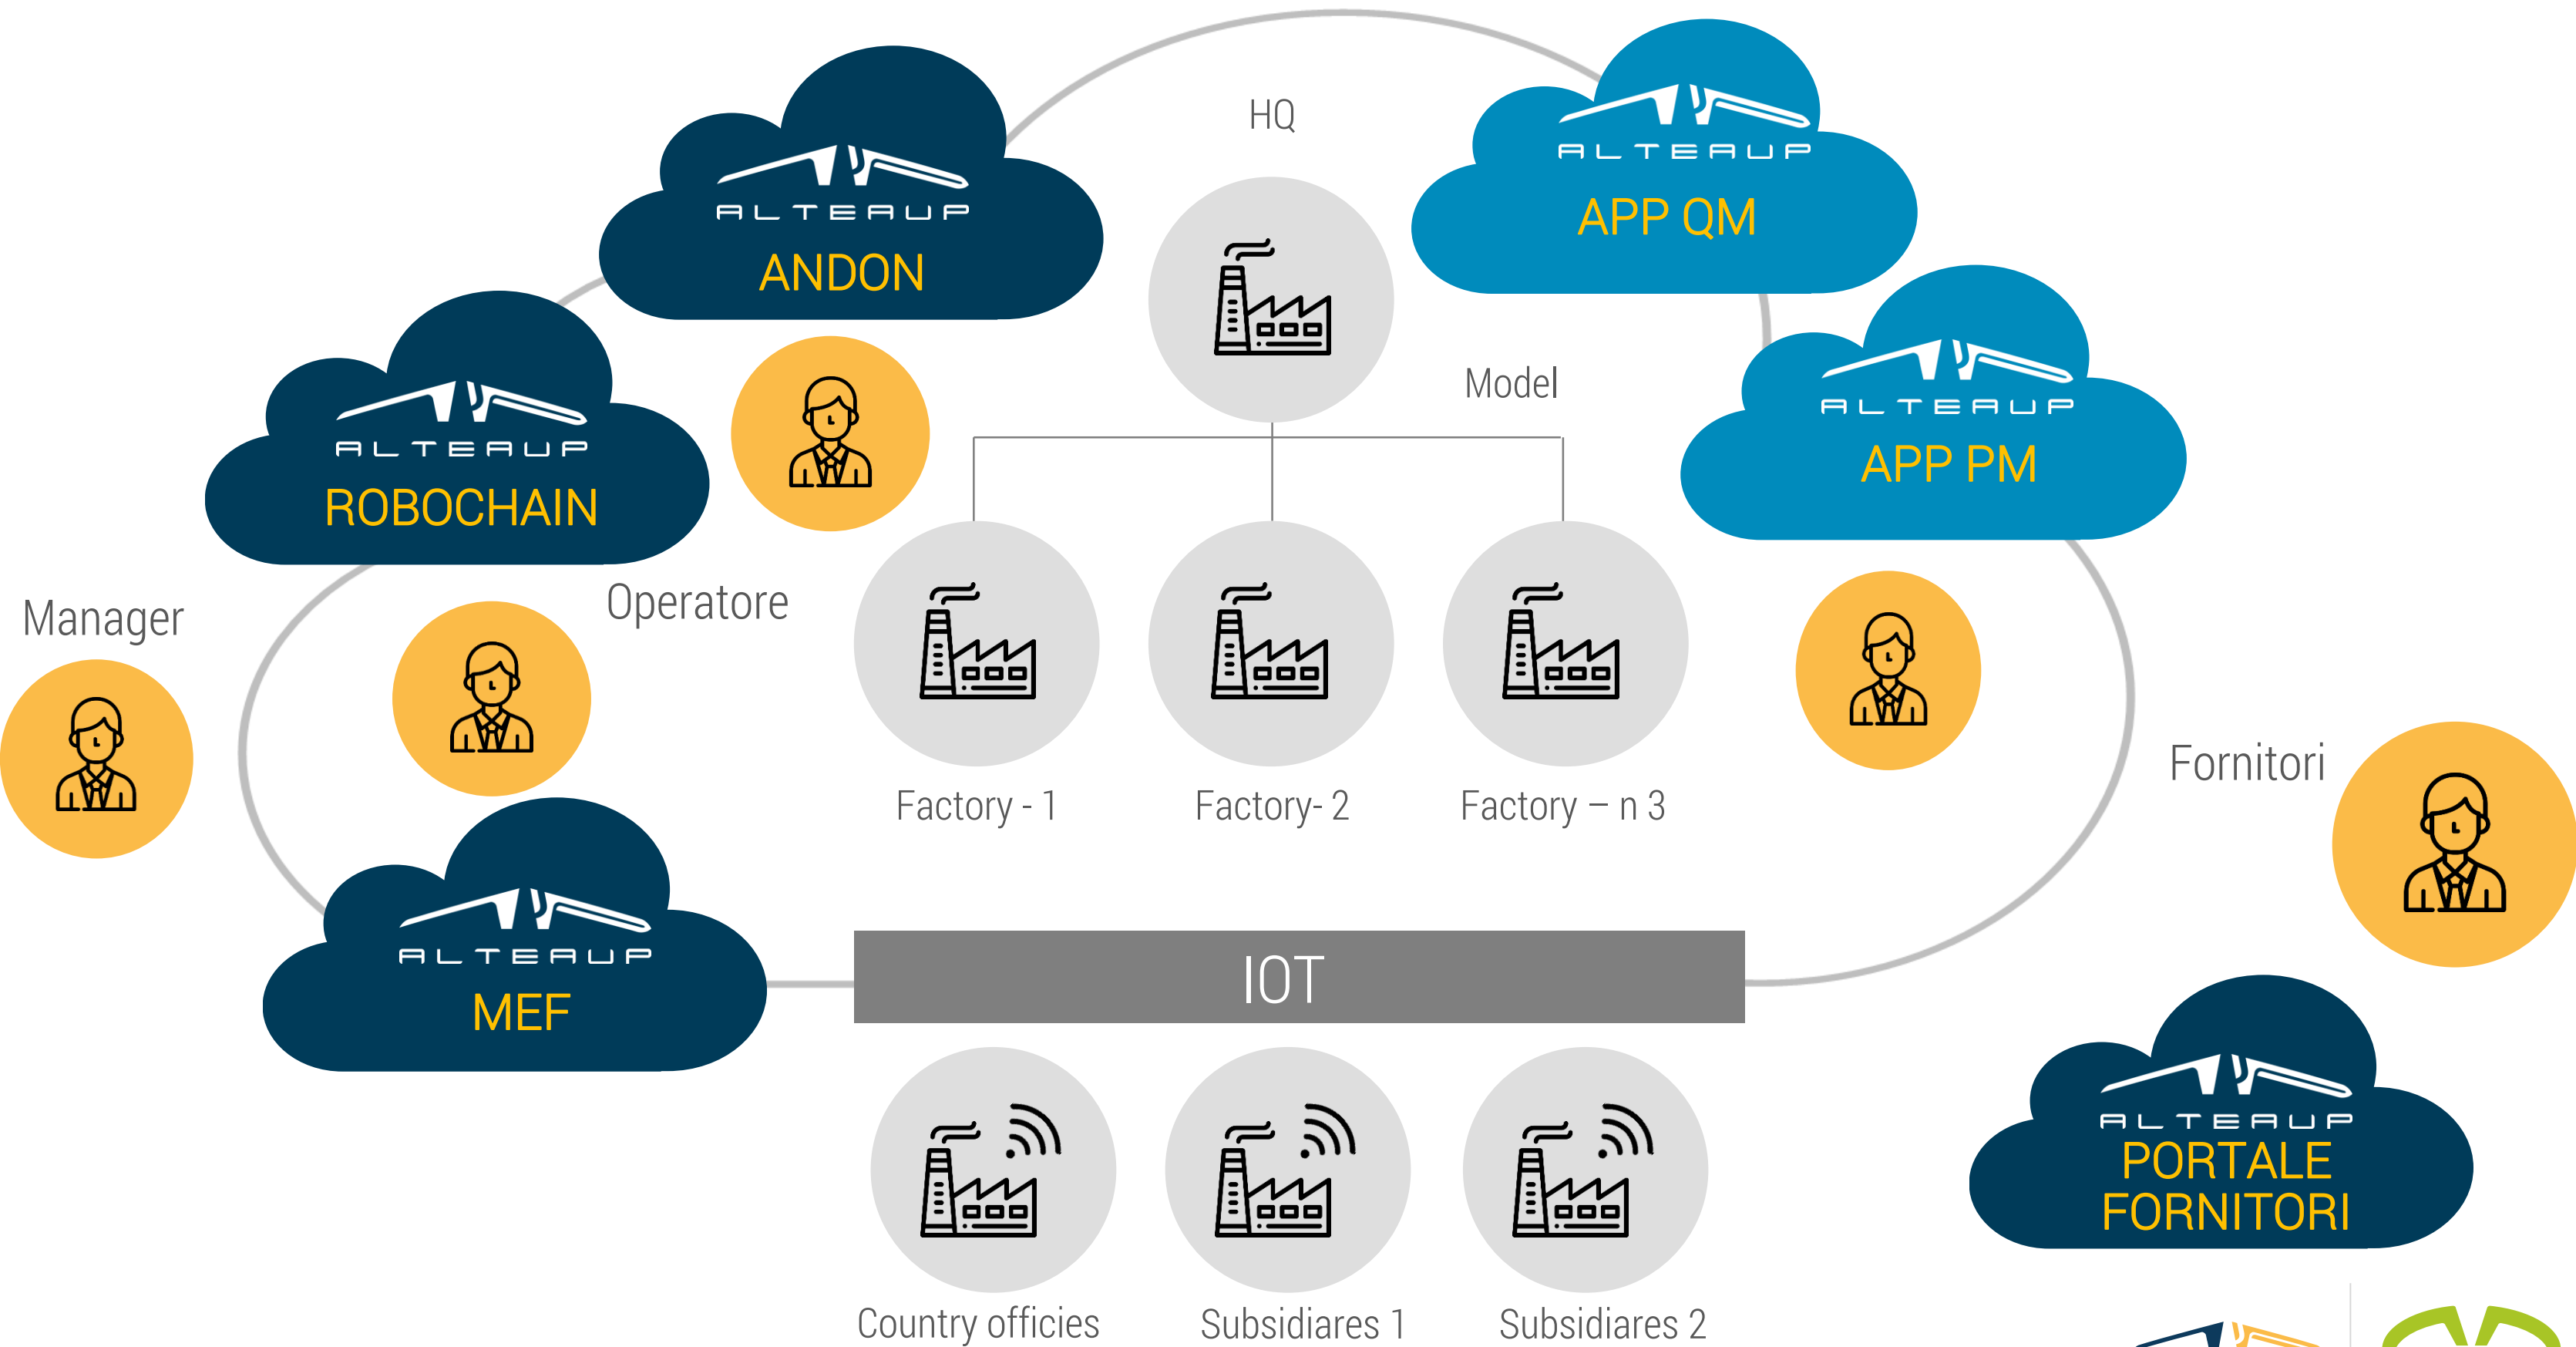 HQ
ALTEAUP
APP QM
ALTEAUP
ANDON
Model
ALTEAUP
APP PM
ALTEAUP
ROBOCHAIN
Manager
Operatore
Fornitori
Factory - 1
Factory- 2
Factory – n 3
ALTEAUP
MEF
IOT
ALTEAUP
PORTALE
FORNITORI
Country officies
Subsidiares 1
Subsidiares 2